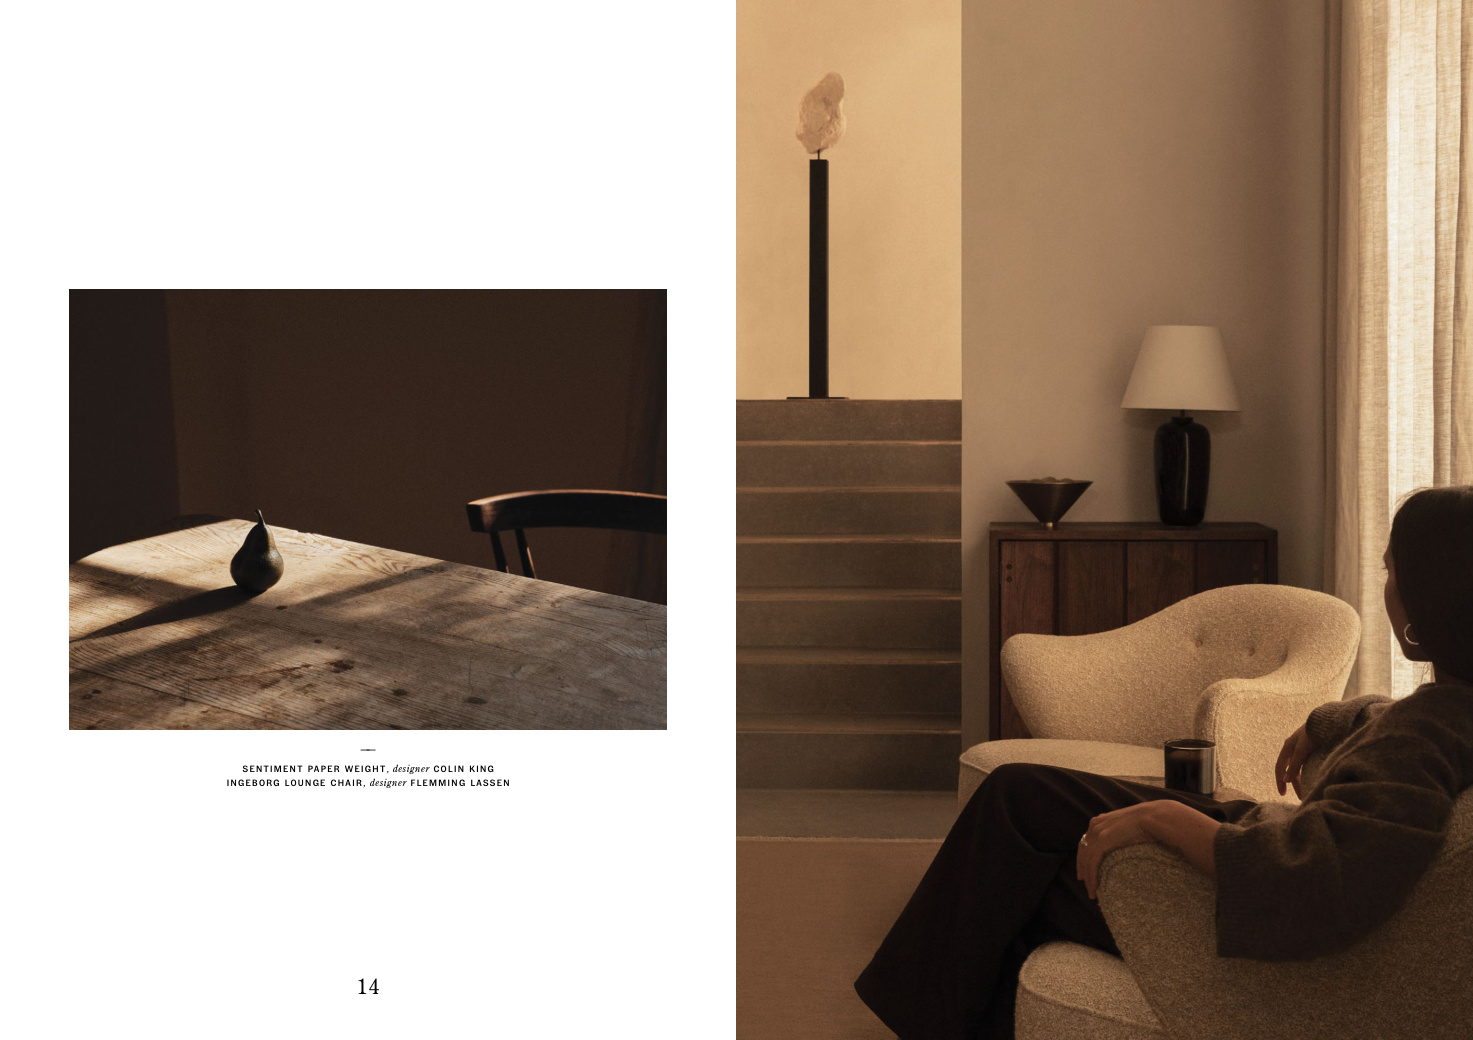 SENTIMENT PAPER WEIGHT, designer COLIN KING
INGEBORG LOUNGE CHAIR, designer FLEMMING LASSEN
14